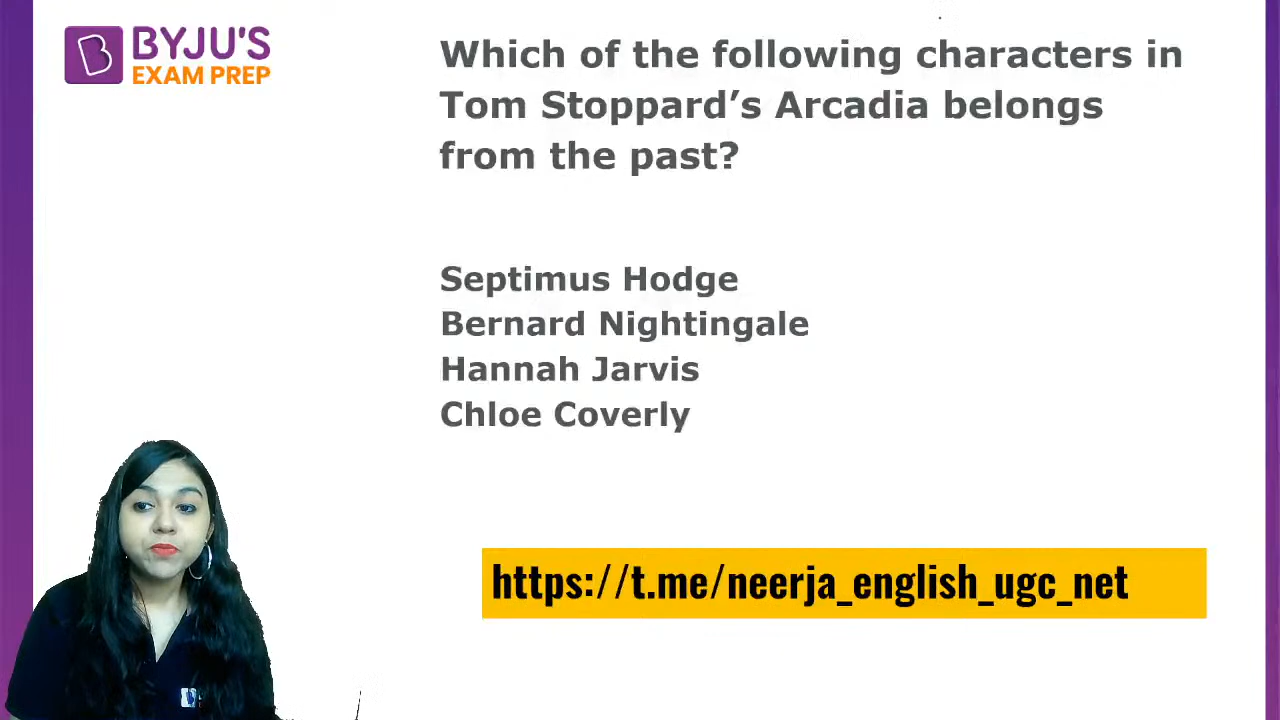 BYJU'S
EXAM PREP
Which of the following characters in
Tom Stoppard’s Arcadia belongs
from the past?
Septimus Hodge
Bernard Nightingale
Hannah Jarvis
Chloe Coverly
https://t.me/neerja_english_ugc_net